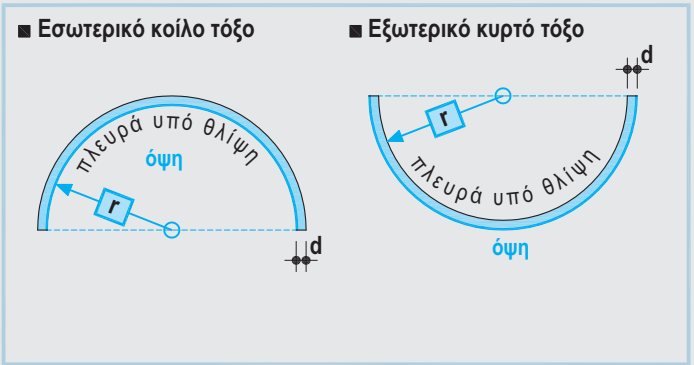 ■ Εσωτερικό κοίλο τόξο
πλευρά υπό θλίψη
όψη
r
d
■ Εξωτερικό κυρτό τόξο
d
r
πλευρά υπό θλίψη
όψη